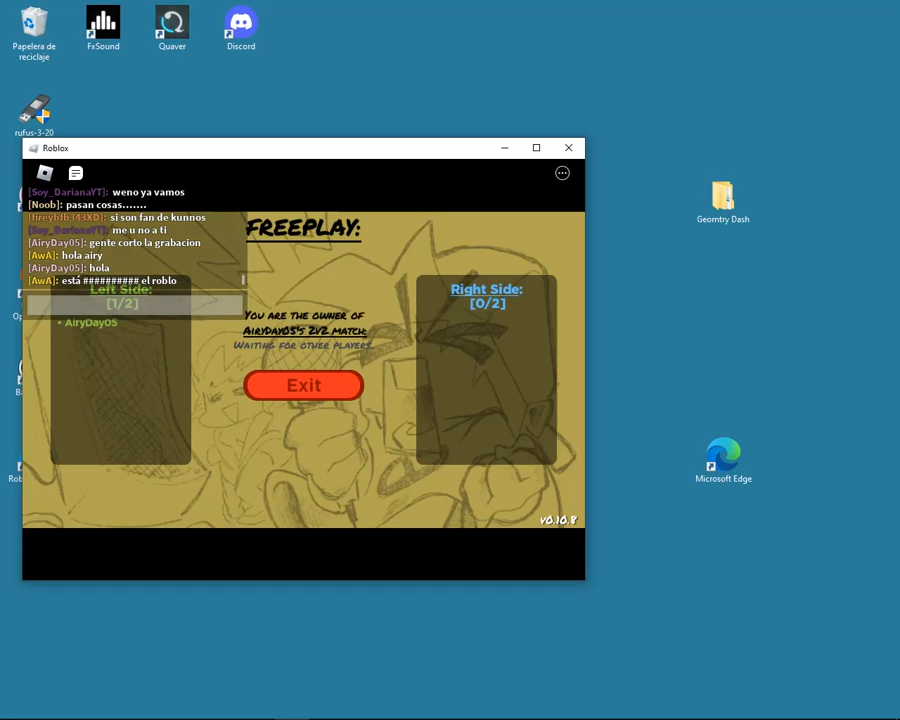 Papelera de
reciclaje
FxSound
Quaver
Discord
rufus-3-20
Roblox
[Soy_DarianaYT]: weno ya vamos
[Noob]: pasan cosas.......
[fireybfb343XD]: si son fan de kunnos
[Soy_DarianaYT]: me u no a ti
[AiryDay05]: gente corto la grabacion
[AwA]: hola airy
[AiryDay05]: hola
[AwA]: está ########## el roblo
FREEPLAY:
Left Side:
[1/2]
• AiryDay05
YOU ARE THE OWNER OF
AIRYDAY05'S 2V2 MATCH:
WAITING FOR OTHER PLAYERS...
Exit
Right Side:
[0/2]
v0.10.8
Geomtry Dash
Microsoft Edge